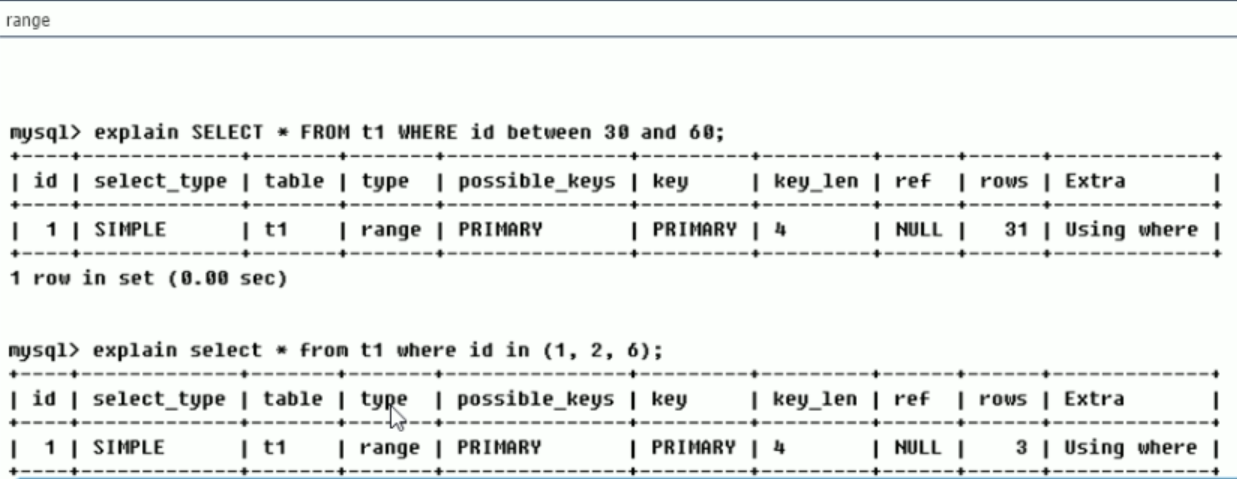 range
mysql> explain SELECT * FROM t1 WHERE id between 30 and 60;
+----+-------------+-------+-------+---------------+---------+---------+------+------+-------------+
| id | select_type | table | type  | possible_keys | key     | key_len | ref  | rows | Extra       |
+----+-------------+-------+-------+---------------+---------+---------+------+------+-------------+
|  1 | SIMPLE      | t1    | range | PRIMARY       | PRIMARY | 4       | NULL |   31 | Using where |
+----+-------------+-------+-------+---------------+---------+---------+------+------+-------------+
1 row in set (0.00 sec)
mysql> explain select * from t1 where id in (1, 2, 6);
+----+-------------+-------+-------+---------------+---------+---------+------+------+-------------+
| id | select_type | table | type  | possible_keys | key     | key_len | ref  | rows | Extra       |
+----+-------------+-------+-------+---------------+---------+---------+------+------+-------------+
|  1 | SIMPLE      | t1    | range | PRIMARY       | PRIMARY | 4       | NULL |    3 | Using where |
+----+-------------+-------+-------+---------------+---------+---------+------+------+-------------+